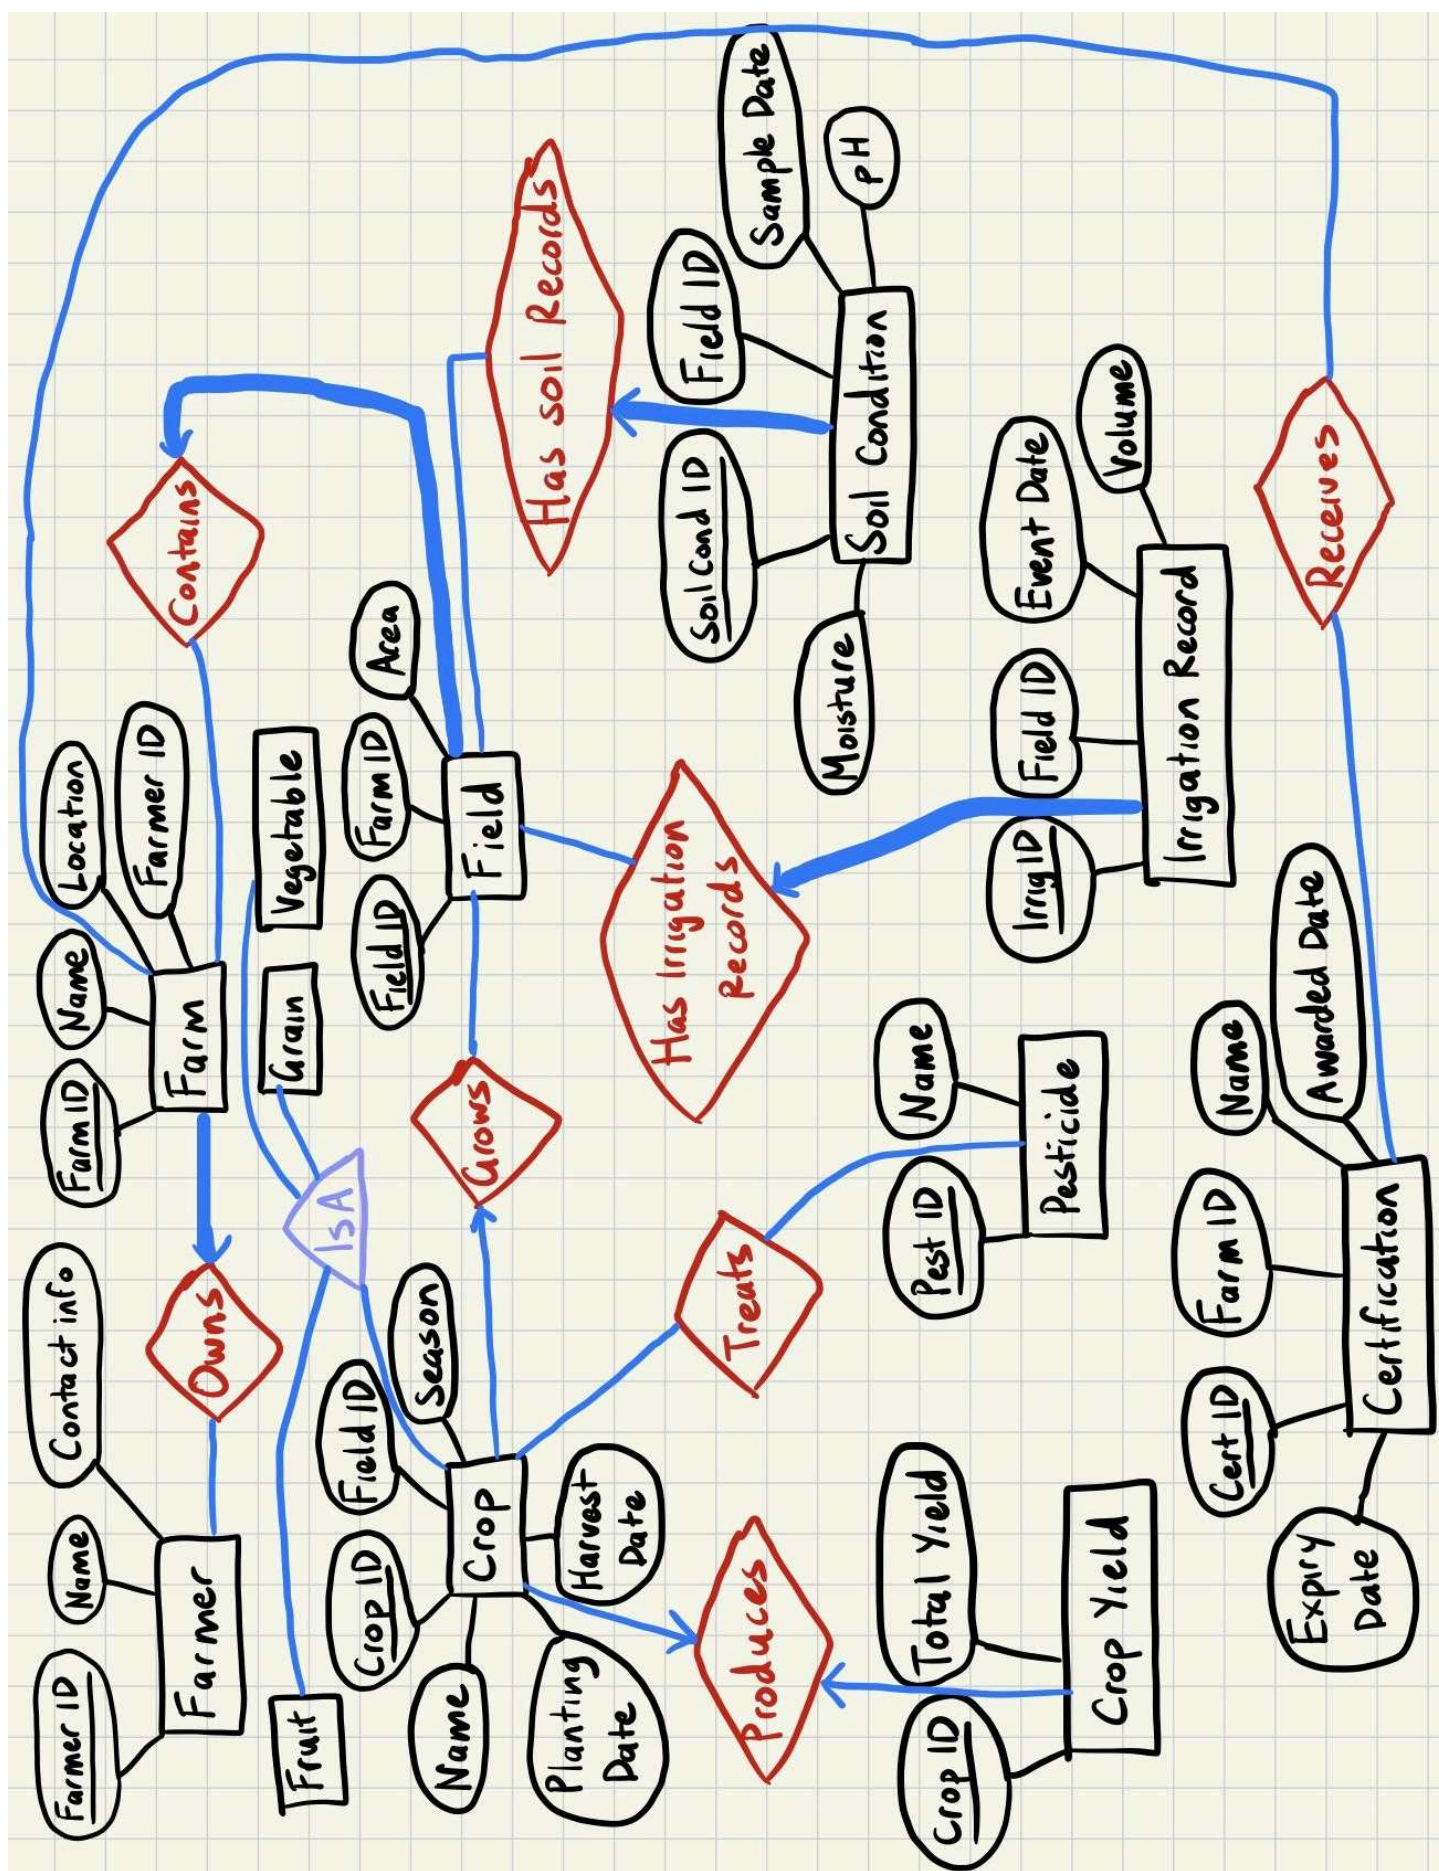 Farmer ID
Name
Contact info
Farmer
Owns
Farm ID
Name
Location
Farmer ID
Farm
Contains
Fruit
IsA
Grain
Vegetable
Crop ID
Field ID
Season
Name
Crop
Planting
Date
Harvest
Date
Grows
Field ID
Farm ID
Area
Field
Has soil Records
Produces
Treats
Has Irrigation
Records
Soil Cond ID
Field ID
Sample Date
pH
Moisture
Soil Condition
Crop ID
Total Yield
Crop Yield
Pest ID
Name
Pesticide
Irrig ID
Field ID
Event Date
Volume
Irrigation Record
Cert ID
Farm ID
Name
Awarded Date
Expiry
Date
Certification
Receives